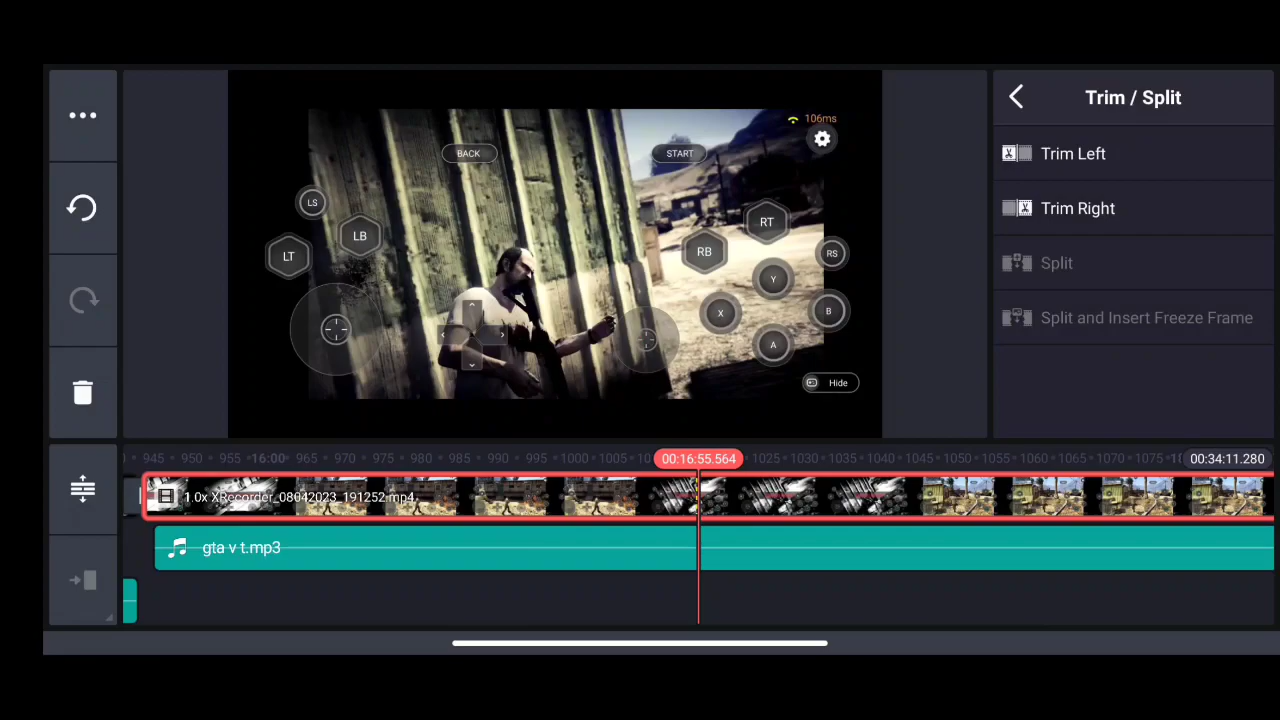 Trim / Split
Trim Left
Trim Right
Split
Split and Insert Freeze Frame
106ms
BACK
START
LS
LB
LT
RT
RB
RS
Y
X
B
A
Hide
945 950 955 16:00 965 970 975 980 985 990 995 1000 1005 10 00:16:55.564 1025 1030 1035 1040 1045 1050 1055 1060 1065 1070 1075 00:34:11.280
1.0x XRecorder_08042023_191252.mp4
gta v t.mp3